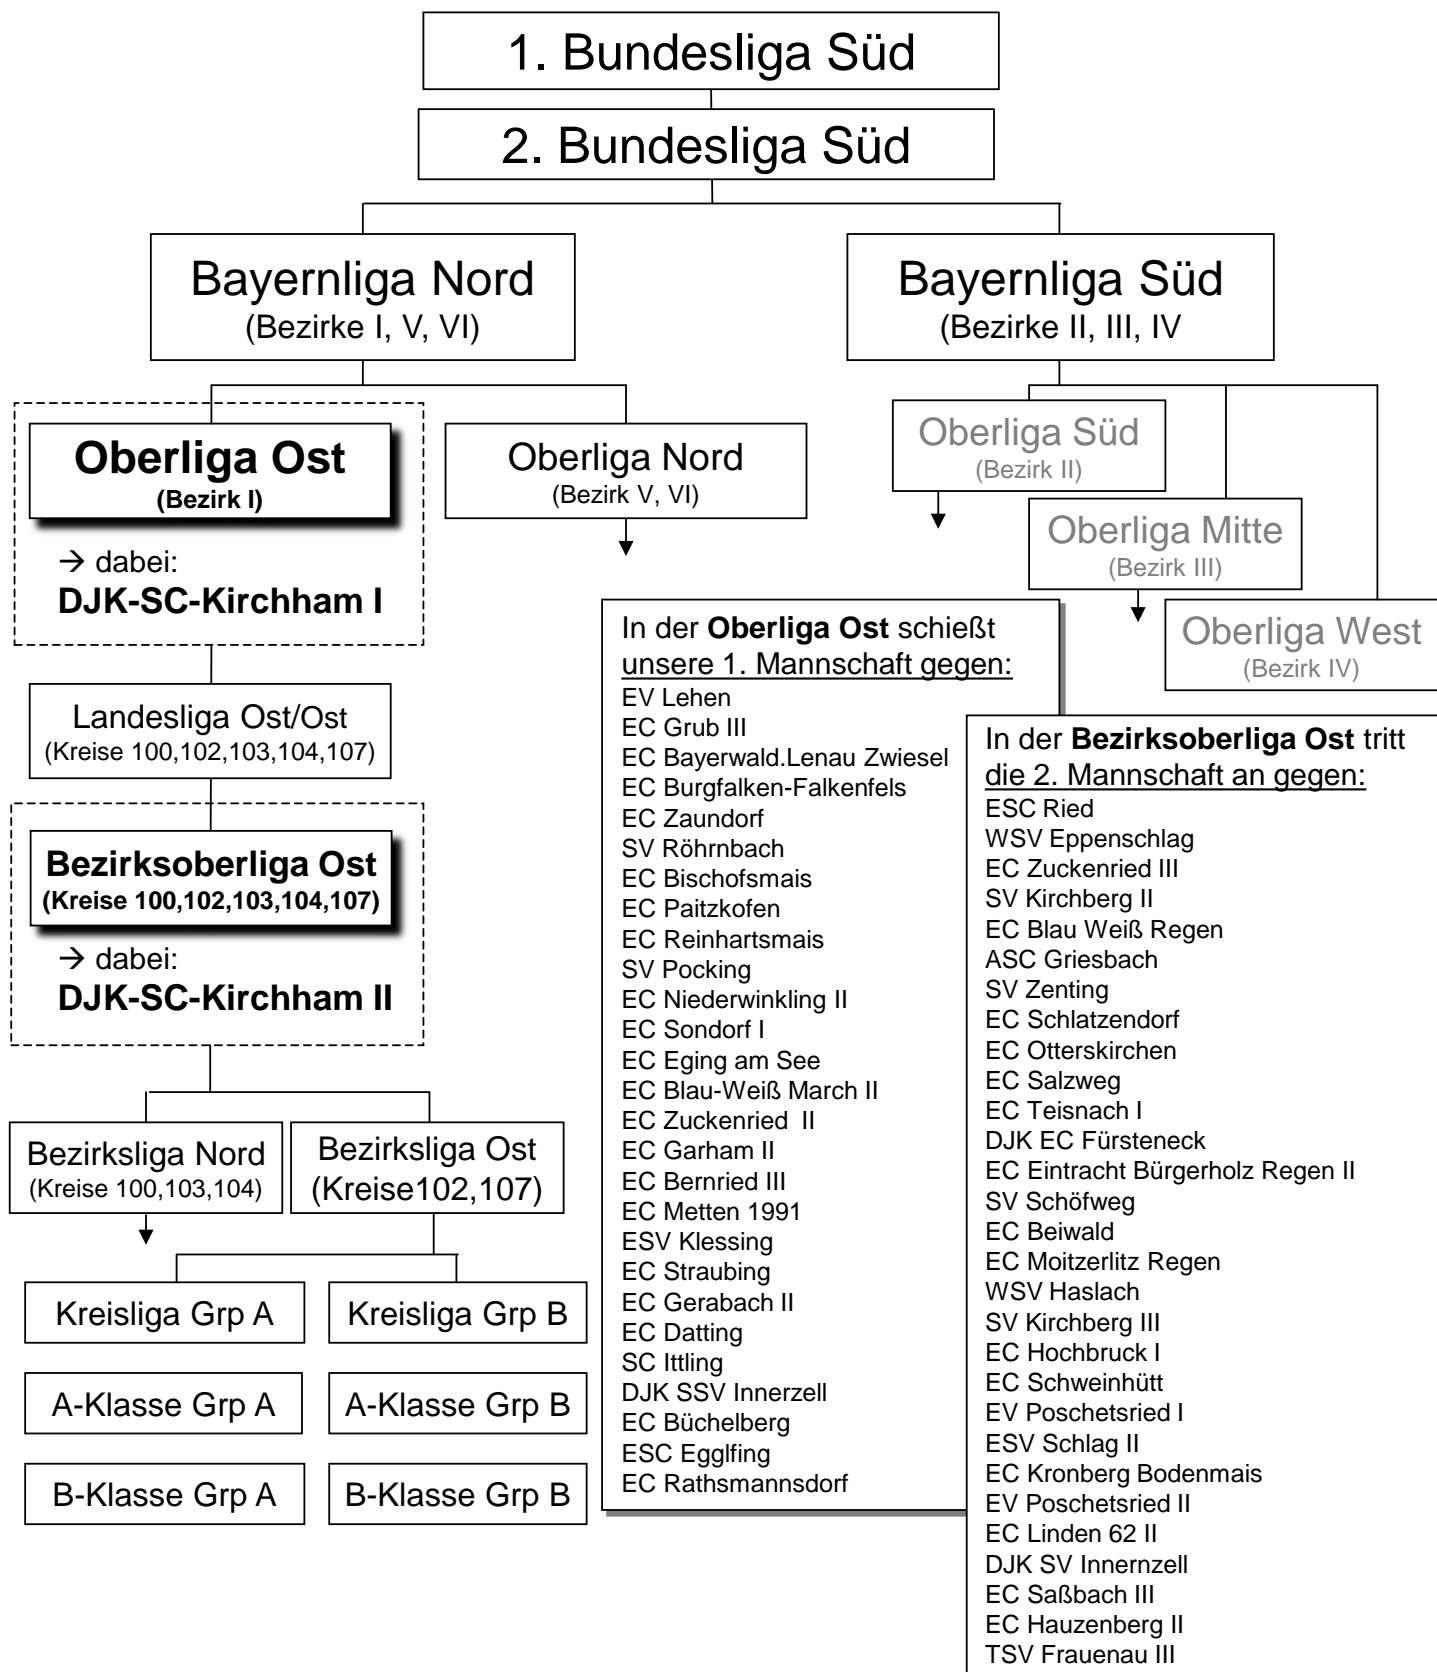 1. Bundesliga Süd
2. Bundesliga Süd
Bayernliga Nord
(Bezirke I, V, VI)
Bayernliga Süd
(Bezirke II, III, IV
Oberliga Ost
(Bezirk I)
→ dabei:
DJK-SC-Kirchham I
Oberliga Nord
(Bezirk V, VI)
Oberliga Süd
(Bezirk II)
Oberliga Mitte
(Bezirk III)
Oberliga West
(Bezirk IV)
Landesliga Ost/Ost
(Kreise 100,102,103,104,107)
Bezirksoberliga Ost
(Kreise 100,102,103,104,107)
→ dabei:
DJK-SC-Kirchham II
Bezirksliga Nord
(Kreise 100,103,104)
Bezirksliga Ost
(Kreise102,107)
Kreisliga Grp A
Kreisliga Grp B
A-Klasse Grp A
A-Klasse Grp B
B-Klasse Grp A
B-Klasse Grp B
In der Oberliga Ost schießt
unsere 1. Mannschaft gegen:
EV Lehen
EC Grub III
EC Bayerwald.Lenau Zwiesel
EC Burgfalken-Falkenfels
EC Zaundorf
SV Röhrnbach
EC Bischofsmais
EC Paitzkofen
EC Reinhartsmais
SV Pocking
EC Niederwinkling II
EC Sondorf I
EC Eging am See
EC Blau-Weiß March II
EC Zuckenried  II
EC Garham II
EC Bernried III
EC Metten 1991
ESV Klessing
EC Straubing
EC Gerabach II
EC Datting
SC Ittling
DJK SSV Innerzell
EC Büchelberg
ESC Egglfing
EC Rathsmannsdorf
In der Bezirksoberliga Ost tritt
die 2. Mannschaft an gegen:
ESC Ried
WSV Eppenschlag
EC Zuckenried III
SV Kirchberg II
EC Blau Weiß Regen
ASC Griesbach
SV Zenting
EC Schlatzendorf
EC Otterskirchen
EC Salzweg
EC Teisnach I
DJK EC Fürsteneck
EC Eintracht Bürgerholz Regen II
SV Schöfweg
EC Beiwald
EC Moitzerlitz Regen
WSV Haslach
SV Kirchberg III
EC Hochbruck I
EC Schweinhütt
EV Poschetsried I
ESV Schlag II
EC Kronberg Bodenmais
EV Poschetsried II
EC Linden 62 II
DJK SV Innernzell
EC Saßbach III
EC Hauzenberg II
TSV Frauenau III